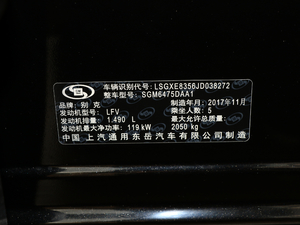 车辆识别代号：LSGXE8356JD038272
整车型号：SGM6475DAA1
品牌：别克
制造年月：2017年11月
发动机型号：LFV
乘坐人数：5
发动机排量：1.490 L
最大允许总质量：
发动机最大净功率：119 kW
2050 kg
中国 上汽通用东岳汽车有限公司制造